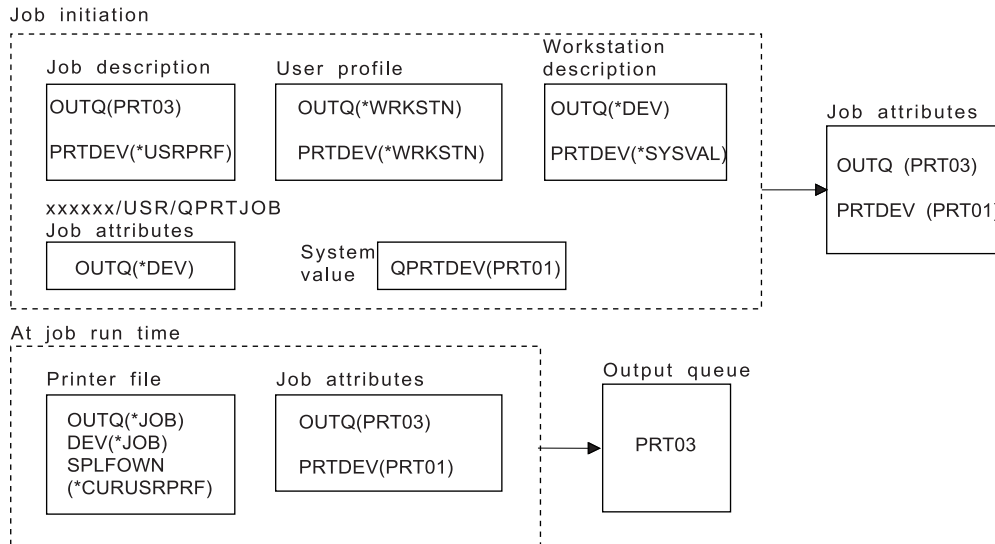 Job initiation
Job description
OUTQ(PRT03)
PRTDEV(*USRPRF)
User profile
OUTQ(*WRKSTN)
PRTDEV(*WRKSTN)
Workstation
description
OUTQ(*DEV)
PRTDEV(*SYSVAL)
xxxxxx/USR/QPRTJOB
Job attributes
OUTQ(*DEV)
System
value
QPRTDEV(PRT01)
Job attributes
OUTQ (PRT03)
PRTDEV (PRT01)
At job run time
Printer file
OUTQ(*JOB)
DEV(*JOB)
SPLFOWN
(*CURUSRPRF)
Job attributes
OUTQ(PRT03)
PRTDEV(PRT01)
Output queue
PRT03